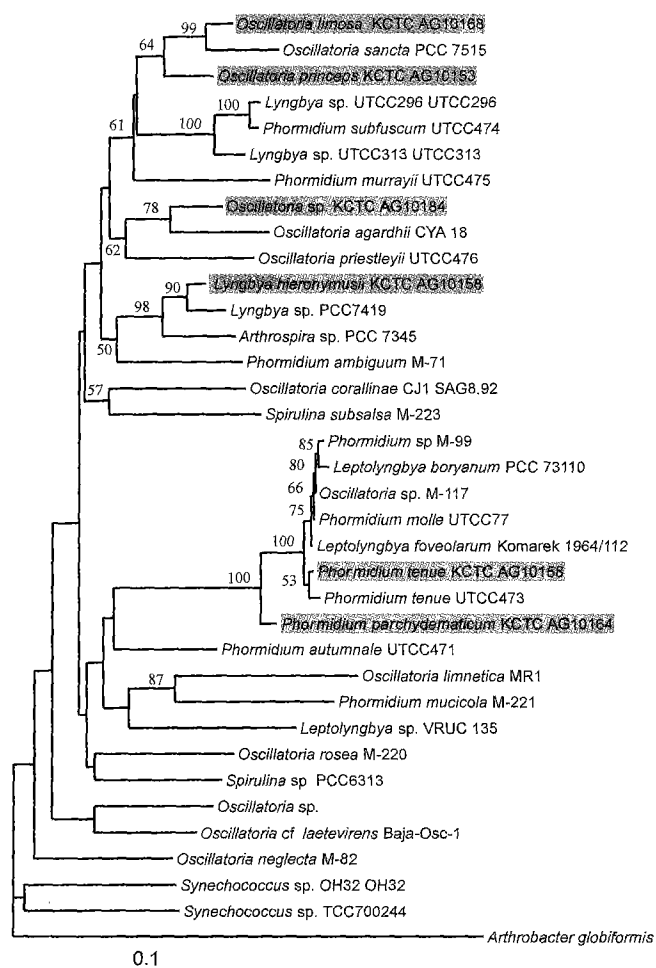 99 Oscillatoria limosa KCTC AG10168
64 Oscillatoria sancta PCC 7515
Oscillatoria princeps KCTC AG10153
100 Lyngbya sp. UTCC296 UTCC296
61 100 Phormidium subfuscum UTCC474
Lyngbya sp. UTCC313 UTCC313
Phormidium murrayii UTCC475
78 Oscillatoria sp. KCTC AG10184
Oscillatoria agardhii CYA 18
62 Oscillatoria priestleyii UTCC476
90 Lyngbya hieronymusii KCTC AG10158
98 Lyngbya sp. PCC7419
Arthrospira sp. PCC 7345
50 Phormidium ambiguum M-71
57 Oscillatoria corallinae CJ1 SAG8.92
Spirulina subsalsa M-223
85 Phormidium sp M-99
80 Leptolyngbya boryanum PCC 73110
66 Oscillatoria sp. M-117
75 Phormidium molle UTCC77
100 Leptolyngbya foveolarum Komarek 1964/112
100 53 Phormidium tenue KCTC AG10158
Phormidium tenue UTCC473
Phormidium parchydematicum KCTC AG10164
Phormidium autumnale UTCC471
87 Oscillatoria limnetica MR1
Phormidium mucicola M-221
Leptolyngbya sp. VRUC 135
Oscillatoria rosea M-220
Spirulina sp PCC6313
Oscillatoria sp.
Oscillatoria cf laetevirens Baja-Osc-1
Oscillatoria neglecta M-82
Synechococcus sp. OH32 OH32
Synechococcus sp. TCC700244
Arthrobacter globiformis
0.1